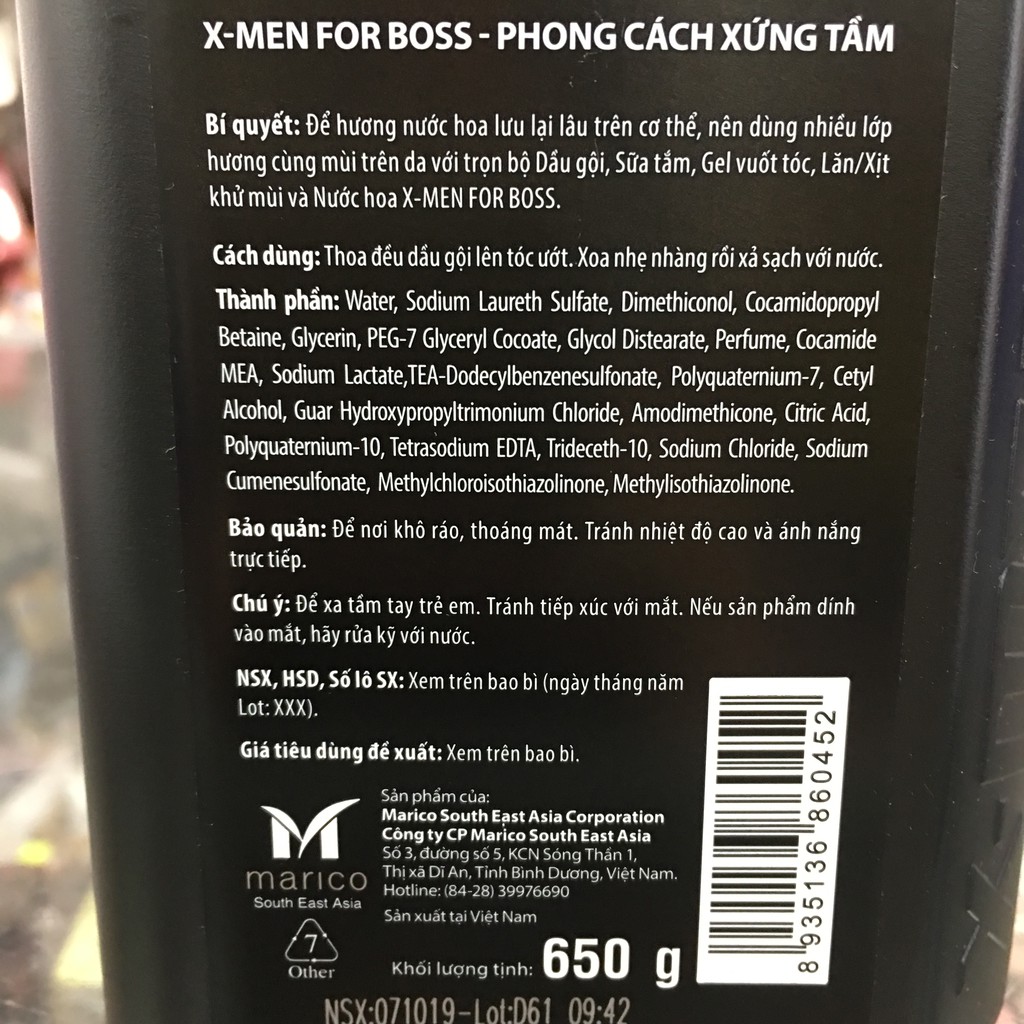 X-MEN FOR BOSS - PHONG CÁCH XỨNG TẦM
Bí quyết: Để hương nước hoa lưu lại lâu trên cơ thể, nên dùng nhiều lớp
hương cùng mùi trên da với trọn bộ Dầu gội, Sữa tắm, Gel vuốt tóc, Lăn/Xịt
khử mùi và Nước hoa X-MEN FOR BOSS.
Cách dùng: Thoa đều dầu gội lên tóc ướt. Xoa nhẹ nhàng rồi xả sạch với nước.
Thành phần: Water, Sodium Laureth Sulfate, Dimethiconol, Cocamidopropyl
Betaine, Glycerin, PEG-7 Glyceryl Cocoate, Glycol Distearate, Perfume, Cocamide
MEA, Sodium Lactate,TEA-Dodecylbenzenesulfonate, Polyquaternium-7, Cetyl
Alcohol, Guar Hydroxypropyltrimonium Chloride, Amodimethicone, Citric Acid,
Polyquaternium-10, Tetrasodium EDTA, Trideceth-10, Sodium Chloride, Sodium
Cumenesulfonate, Methylchloroisothiazolinone, Methylisothiazolinone.
Bảo quản: Để nơi khô ráo, thoáng mát. Tránh nhiệt độ cao và ánh nắng
trực tiếp.
Chú ý: Để xa tầm tay trẻ em. Tránh tiếp xúc với mắt. Nếu sản phẩm dính
vào mắt, hãy rửa kỹ với nước.
NSX, HSD, Số lô SX: Xem trên bao bì (ngày tháng năm
Lot: XXX).
Giá tiêu dùng đề xuất: Xem trên bao bì.
Sản phẩm của:
Marico South East Asia Corporation
Công ty CP Marico South East Asia
Số 3, đường số 5, KCN Sóng Thần 1,
Thị xã Dĩ An, Tỉnh Bình Dương, Việt Nam.
Hotline: (84-28) 39976690
Sản xuất tại Việt Nam
marico
South East Asia
7
Other
Khối lượng tịnh: 650 g
8 935136 860452
NSX:071019-Lot:D61 09:42